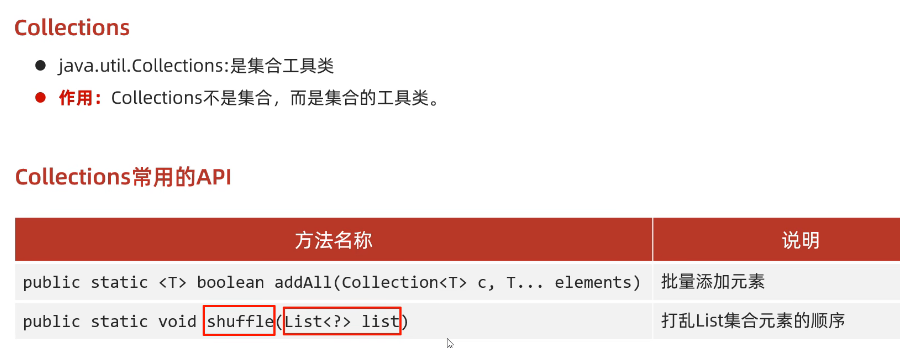 Collections
java.util.Collections:是集合工具类
作用：Collections不是集合，而是集合的工具类。
Collections常用的API
方法名称 说明
public static <T> boolean addAll(Collection<T> c, T... elements) 批量添加元素
public static void shuffle(List<?> list) 打乱List集合元素的顺序